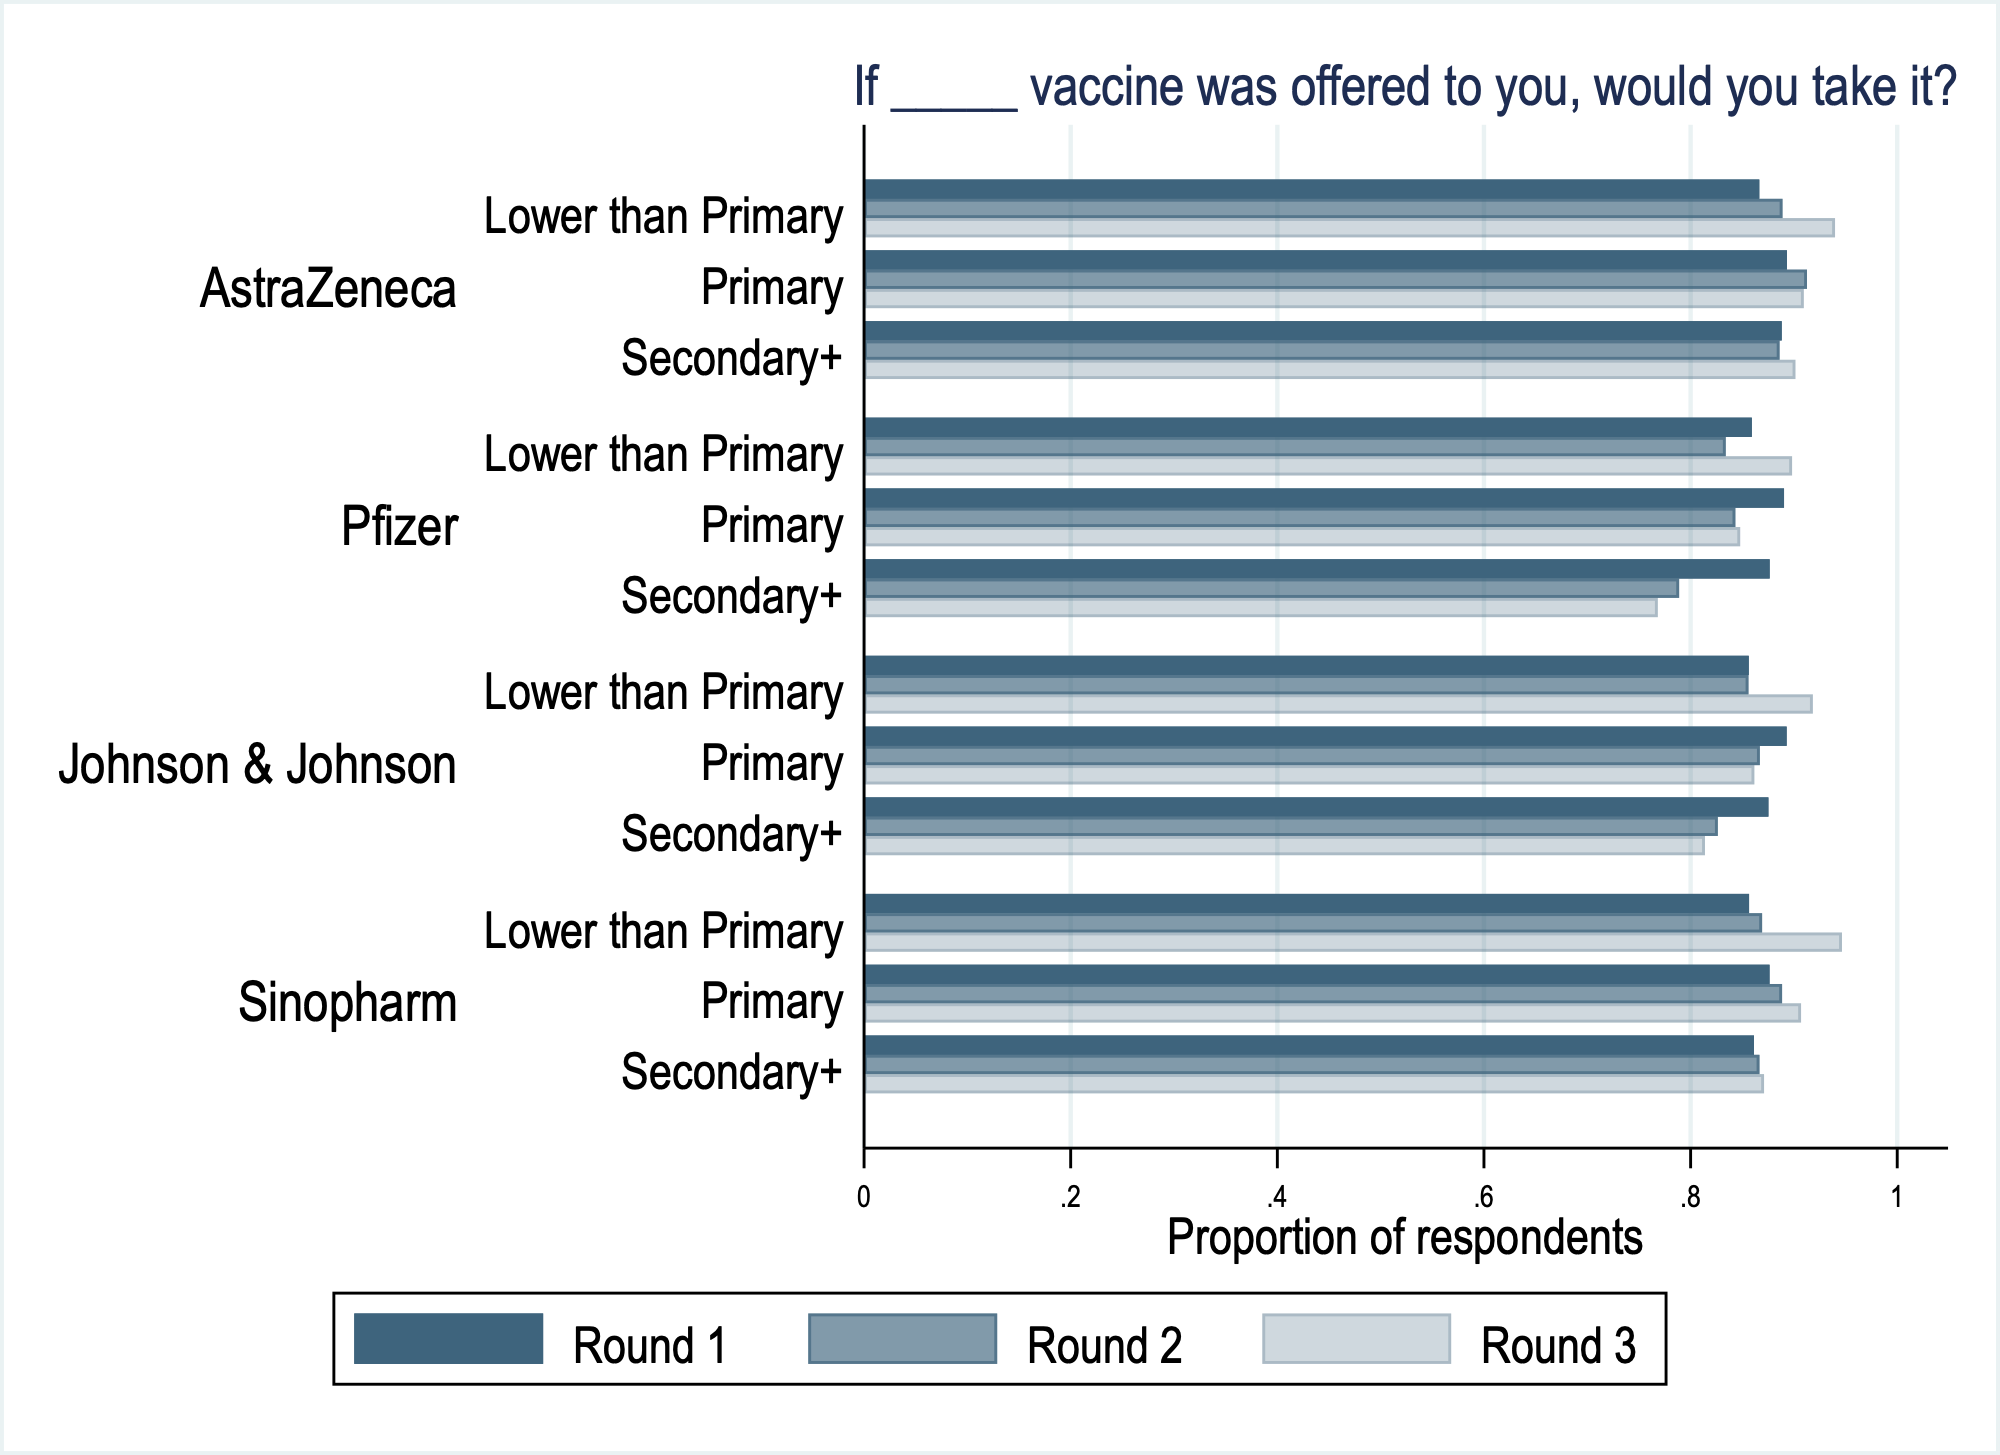 If _____ vaccine was offered to you, would you take it?
Lower than Primary
AstraZeneca
Primary
Secondary+
Lower than Primary
Pfizer
Primary
Secondary+
Lower than Primary
Johnson & Johnson
Primary
Secondary+
Lower than Primary
Sinopharm
Primary
Secondary+
0 .2 .4 .6 .8 1
Proportion of respondents
Round 1 Round 2 Round 3